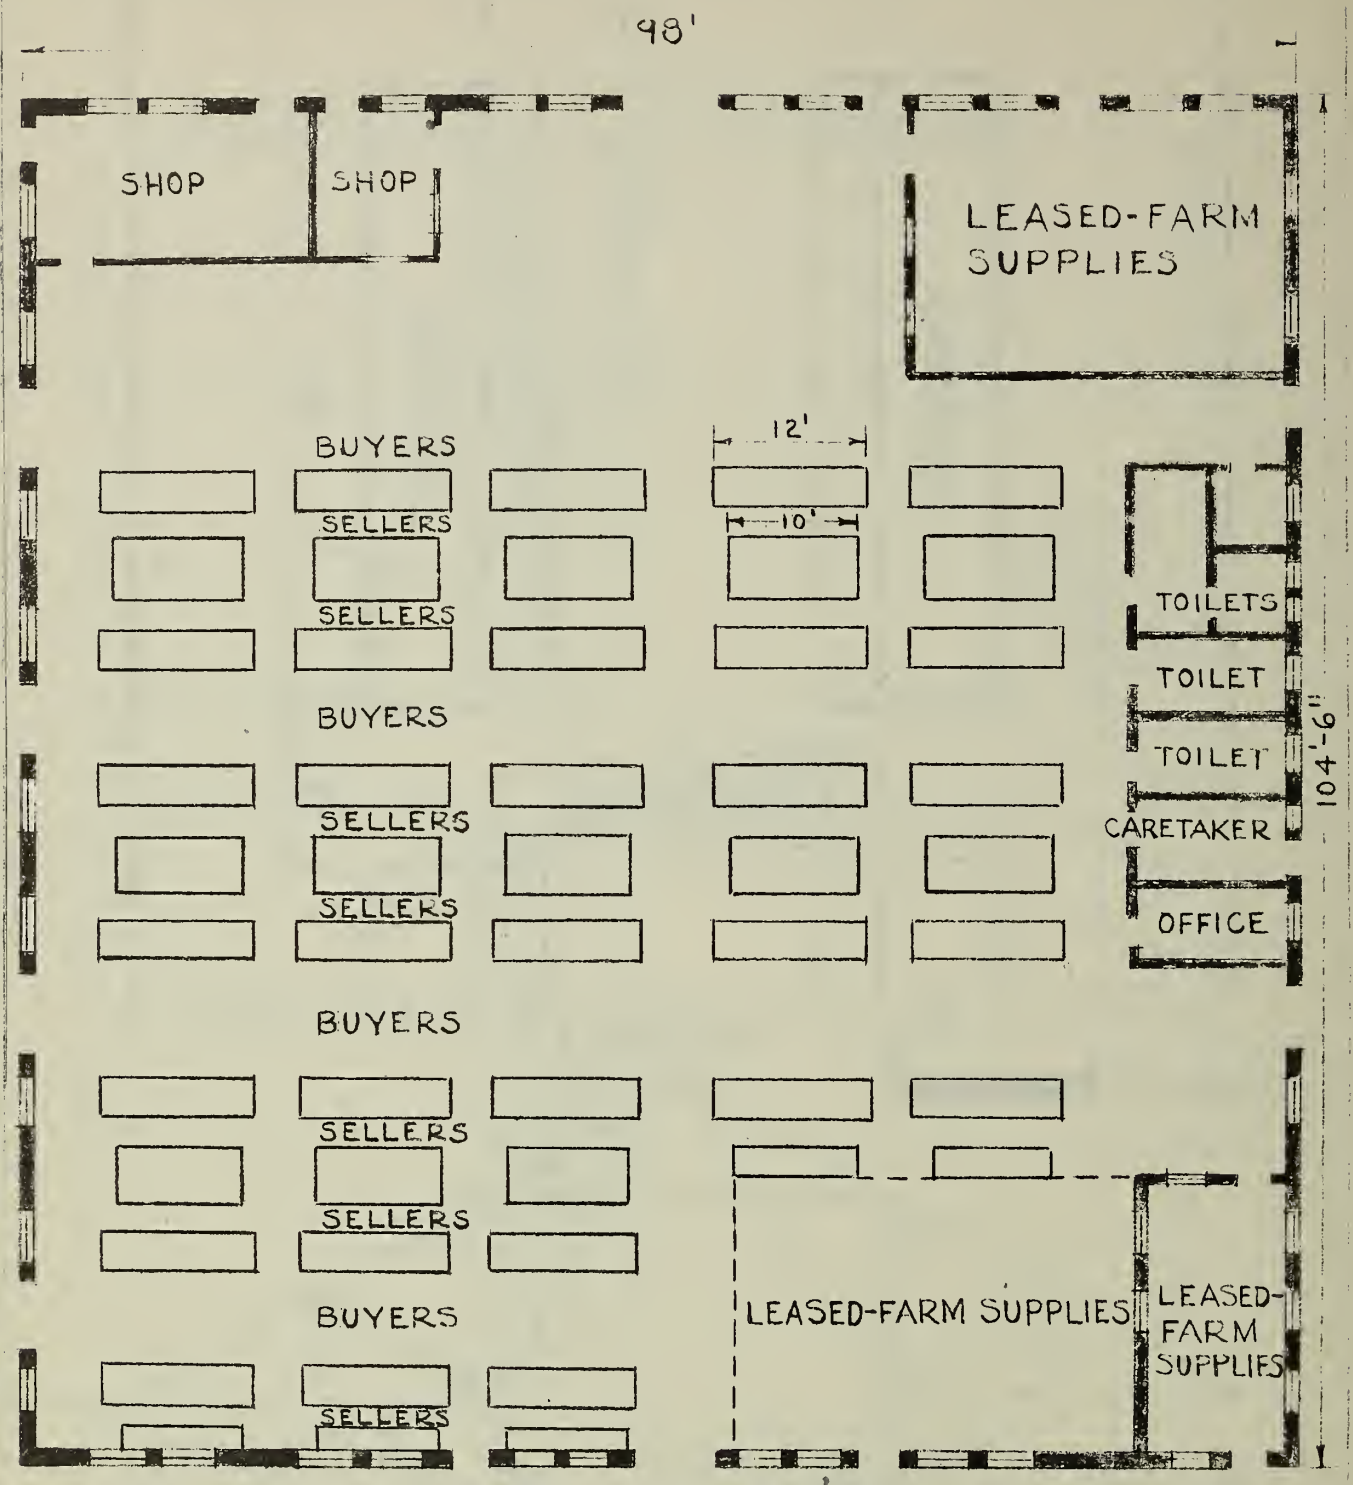 98'
SHOP
SHOP
LEASED-FARM
SUPPLIES
12'
BUYERS
SELLERS
10'
SELLERS
TOILETS
TOILET
BUYERS
104'-6"
TOILET
SELLERS
CARETAKER
SELLERS
OFFICE
BUYERS
SELLERS
SELLERS
BUYERS
LEASED-FARM SUPPLIES
LEASED-
FARM
SUPPLIES
SELLERS